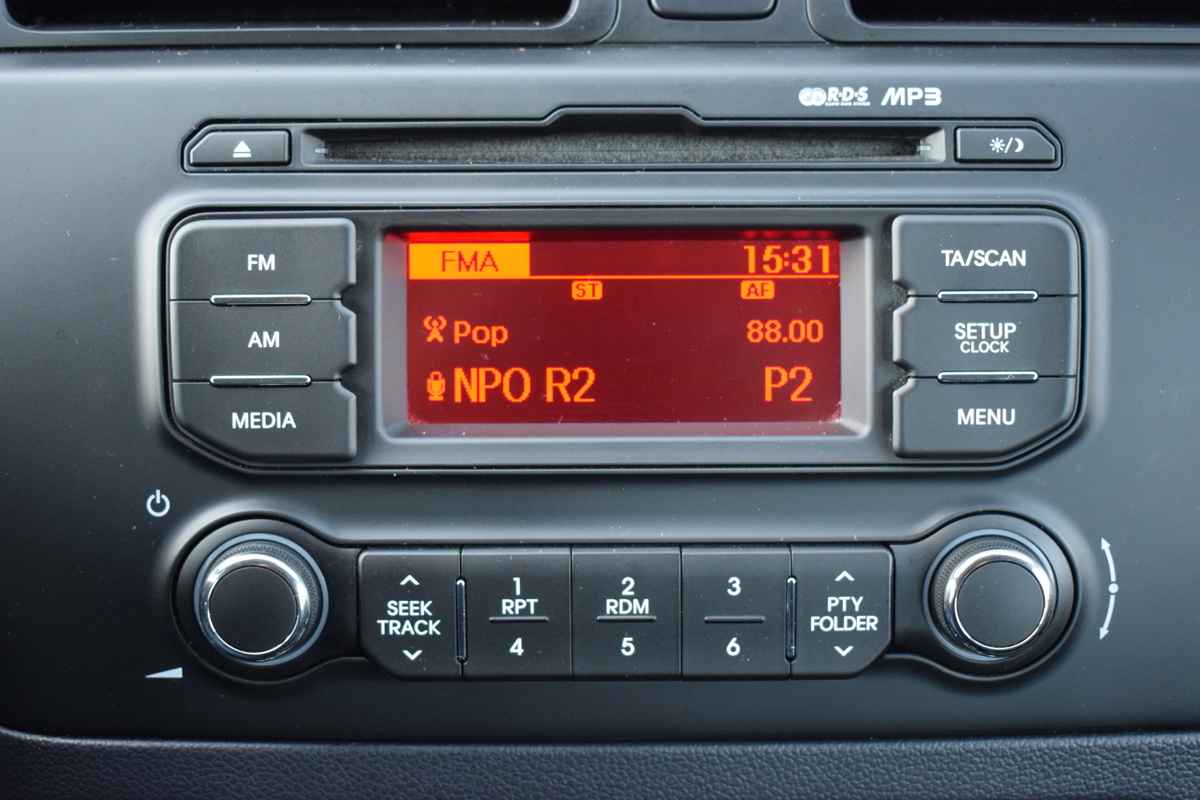 R·D·S MP3
FM
AM
MEDIA
FMA 15:31
ST AF
Pop 88.00
NPO R2 P2
TA/SCAN
SETUP
CLOCK
MENU
SEEK
TRACK
1
RPT
4
2
RDM
5
3
6
PTY
FOLDER